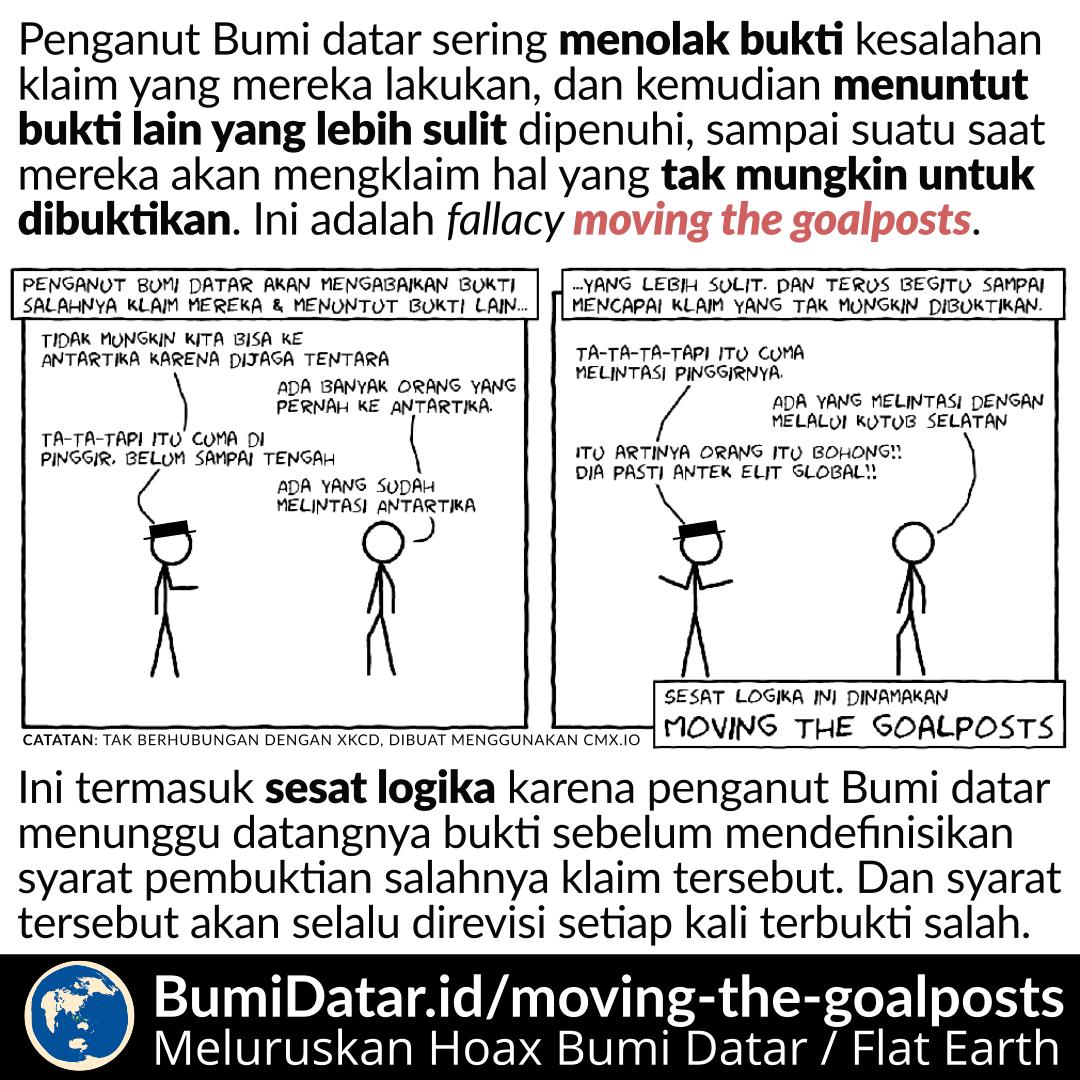 Penganut Bumi datar sering menolak bukti kesalahan
klaim yang mereka lakukan, dan kemudian menuntut
bukti lain yang lebih sulit dipenuhi, sampai suatu saat
mereka akan mengklaim hal yang tak mungkin untuk
dibuktikan. Ini adalah fallacy moving the goalposts.
PENGANUT BUMI DATAR AKAN MENGABAIKAN BUKTI
SALAHNYA KLAIM MEREKA & MENUNTUT BUKTI LAIN...
TIDAK MUNGKIN KITA BISA KE
ANTARTIKA KARENA DIJAGA TENTARA
ADA BANYAK ORANG YANG
PERNAH KE ANTARTIKA.
TA-TA-TAPI ITU CUMA DI
PINGGIR, BELUM SAMPAI TENGAH
ADA YANG SUDAH
MELINTASI ANTARTIKA
...YANG LEBIH SULIT. DAN TERUS BEGITU SAMPAI
MENCAPAI KLAIM YANG TAK MUNGKIN DIBUKTIKAN.
TA-TA-TA-TAPI ITU CUMA
MELINTASI PINGGIRNYA.
ADA YANG MELINTASI DENGAN
MELALUI KUTUB SELATAN
ITU ARTINYA ORANG ITU BOHONG!!
DIA PASTI ANTEK ELIT GLOBAL!!
SESAT LOGIKA INI DINAMAKAN
MOVING THE GOALPOSTS
CATATAN: TAK BERHUBUNGAN DENGAN XKCD, DIBUAT MENGGUNAKAN CMX.IO
Ini termasuk sesat logika karena penganut Bumi datar
menunggu datangnya bukti sebelum mendefinisikan
syarat pembuktian salahnya klaim tersebut. Dan syarat
tersebut akan selalu direvisi setiap kali terbukti salah.
BumiDatar.id/moving-the-goalposts
Meluruskan Hoax Bumi Datar / Flat Earth